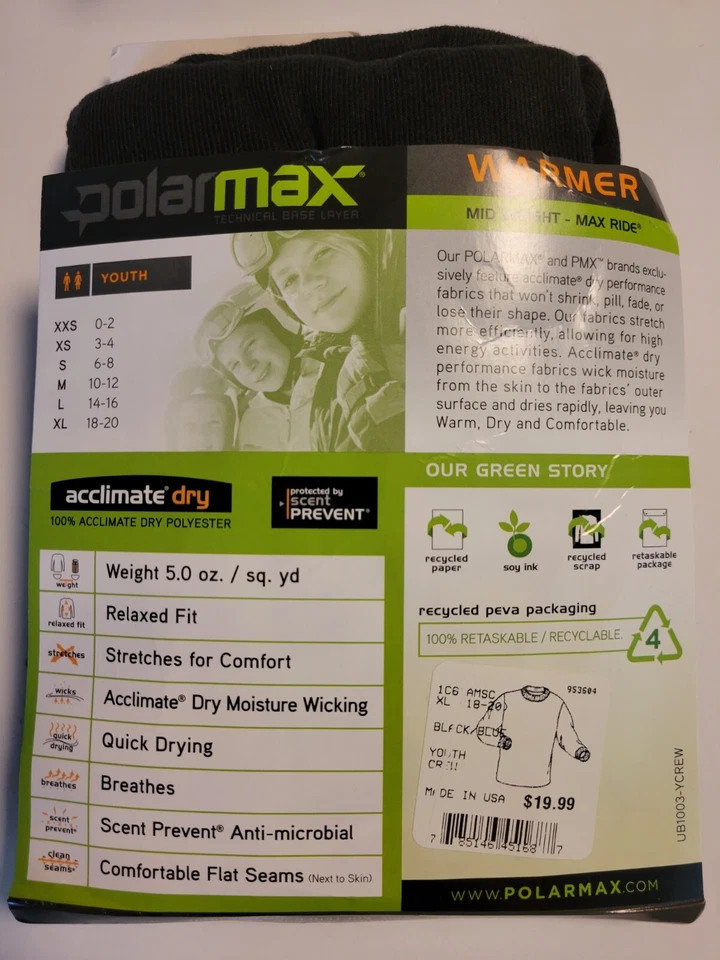 polarmax®
TECHNICAL BASE LAYER
YOUTH
XXS 0-2
XS 3-4
S 6-8
M 10-12
L 14-16
XL 18-20
WARMER
MID WEIGHT - MAX RIDE®
Our POLARMAX® and PMX™ brands exclu-
sively feature acclimate® dry performance
fabrics that won't shrink, pill, fade, or
lose their shape. Our fabrics stretch
more efficiently, allowing for high
energy activities. Acclimate® dry
performance fabrics wick moisture
from the skin to the fabrics' outer
surface and dries rapidly, leaving you
Warm, Dry and Comfortable.
acclimate® dry
100% ACCLIMATE DRY POLYESTER
protected by
scent
PREVENT®
weight
Weight 5.0 oz. / sq. yd
relaxed fit
Relaxed Fit
stretches
Stretches for Comfort
wicks
Acclimate® Dry Moisture Wicking
quick
drying
Quick Drying
breathes
Breathes
scent
prevent®
Scent Prevent® Anti-microbial
clean
seams®
Comfortable Flat Seams (Next to Skin)
OUR GREEN STORY
recycled
paper
soy ink
recycled
scrap
retaskable
package
recycled peva packaging
100% RETASKABLE / RECYCLABLE.
4
1C6 AMSC 953604
XL 18-20
BLACK/BLUE
YOUTH
CREW
MADE IN USA $19.99
7 85146 45168 7
UB1003-YCREW
WWW.POLARMAX.COM